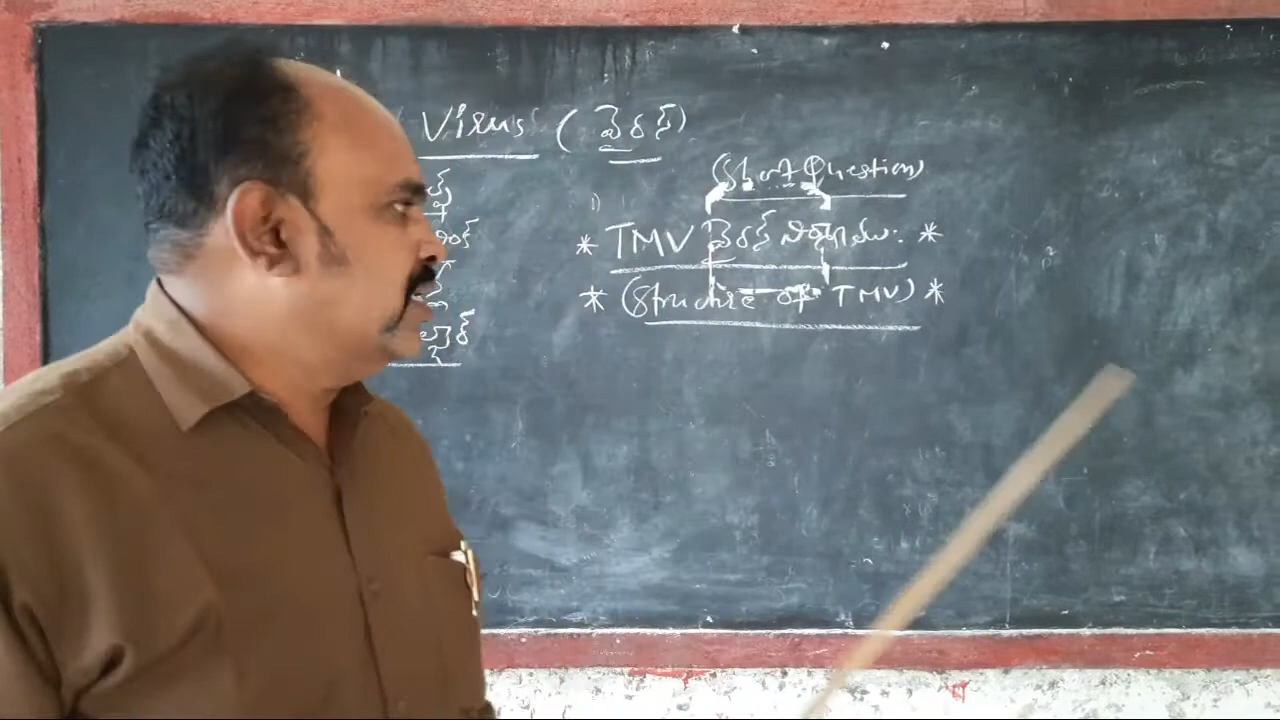 Virus ( వైరస్ )
(Short Question)
* TMV వైరస్ నిర్మాణము. *
* (Structure of TMV) *